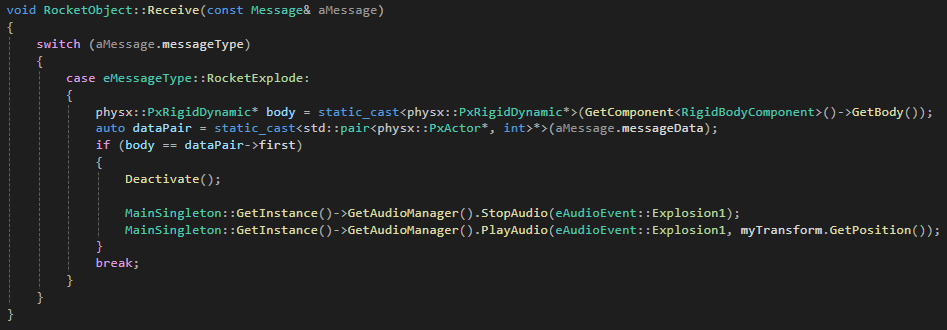 void RocketObject::Receive(const Message& aMessage)
{
    switch (aMessage.messageType)
    {
        case eMessageType::RocketExplode:
        {
            physx::PxRigidDynamic* body = static_cast<physx::PxRigidDynamic*>(GetComponent<RigidBodyComponent>()->GetBody());
            auto dataPair = static_cast<std::pair<physx::PxActor*, int>*>(aMessage.messageData);
            if (body == dataPair->first)
            {
                Deactivate();

                MainSingleton::GetInstance()->GetAudioManager().StopAudio(eAudioEvent::Explosion1);
                MainSingleton::GetInstance()->GetAudioManager().PlayAudio(eAudioEvent::Explosion1, myTransform.GetPosition());
            }
            break;
        }
    }
}